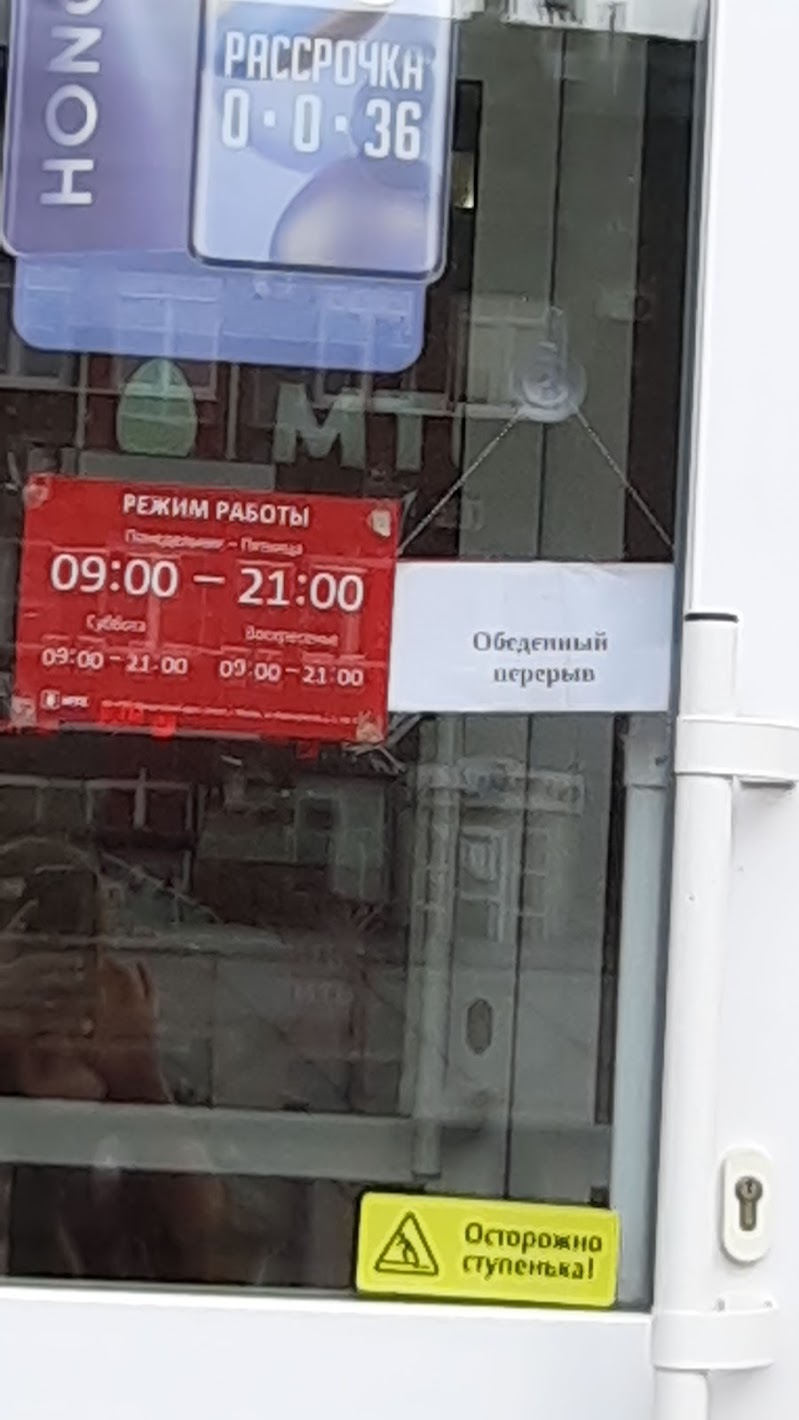 HONO
РАССРОЧКА
0·0·36
МТС
РЕЖИМ РАБОТЫ
Понедельник – Пятница
09:00 – 21:00
Суббота
Воскресенье
09:00 – 21:00
09:00 – 21:00
Обеденный
перерыв
Осторожно
ступенька!